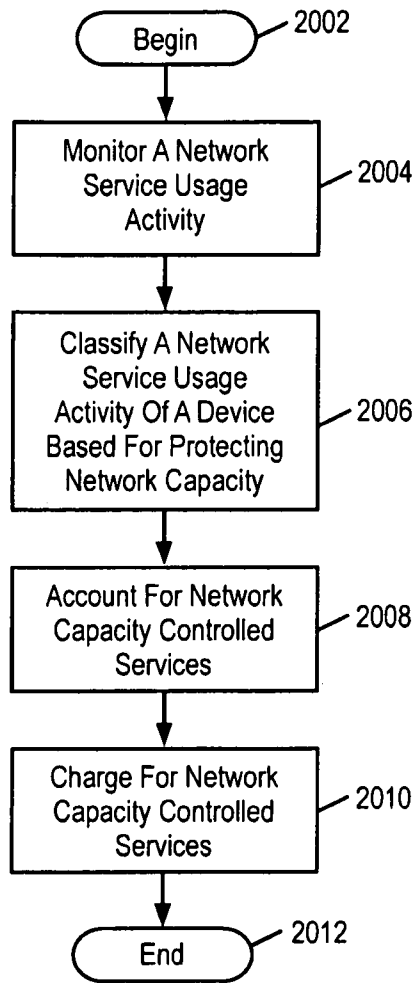 Begin
2002
Monitor A Network
Service Usage
Activity
2004
Classify A Network
Service Usage
Activity Of A Device
Based For Protecting
Network Capacity
2006
Account For Network
Capacity Controlled
Services
2008
Charge For Network
Capacity Controlled
Services
2010
End
2012